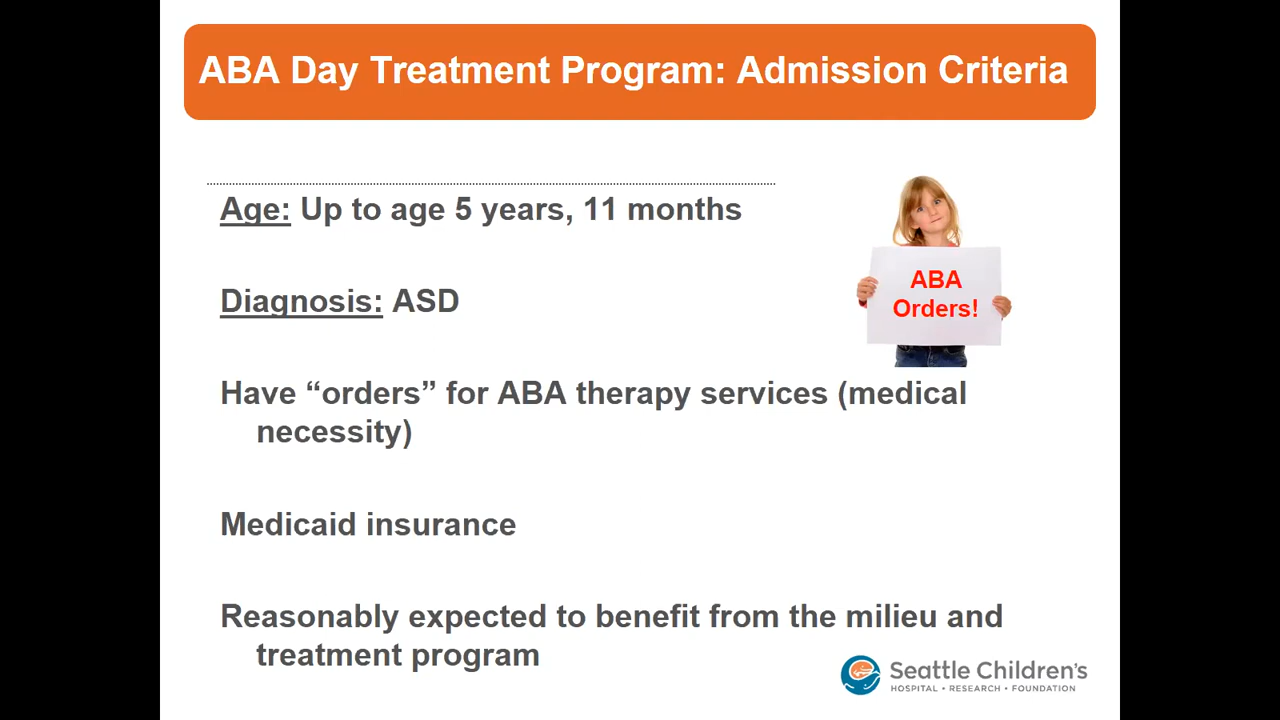 ABA Day Treatment Program: Admission Criteria
Age: Up to age 5 years, 11 months
ABA
Orders!
Diagnosis: ASD
Have “orders” for ABA therapy services (medical
necessity)
Medicaid insurance
Reasonably expected to benefit from the milieu and
treatment program
Seattle Children's
HOSPITAL • RESEARCH • FOUNDATION